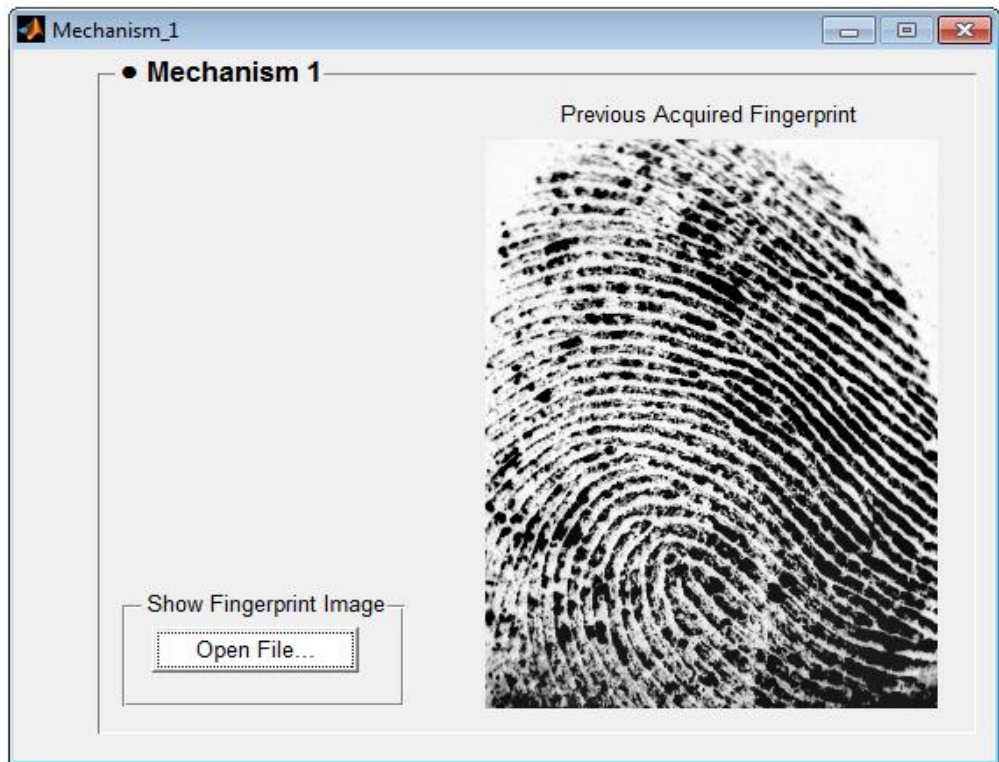 Mechanism_1
● Mechanism 1
Previous Acquired Fingerprint
Show Fingerprint Image
Open File...